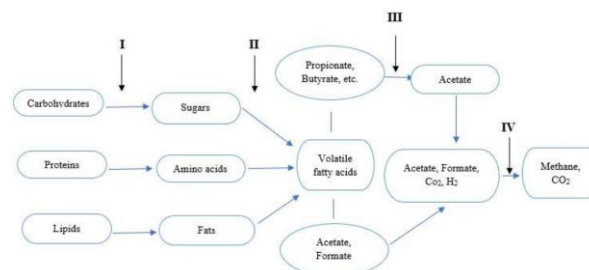 I
II
III
IV
Propionate,
Butyrate, etc.
Acetate
Carbohydrates
Sugars
Proteins
Amino acids
Volatile
fatty acids
Acetate, Formate,
Co₂, H₂
Methane,
CO₂
Lipids
Fats
Acetate,
Formate